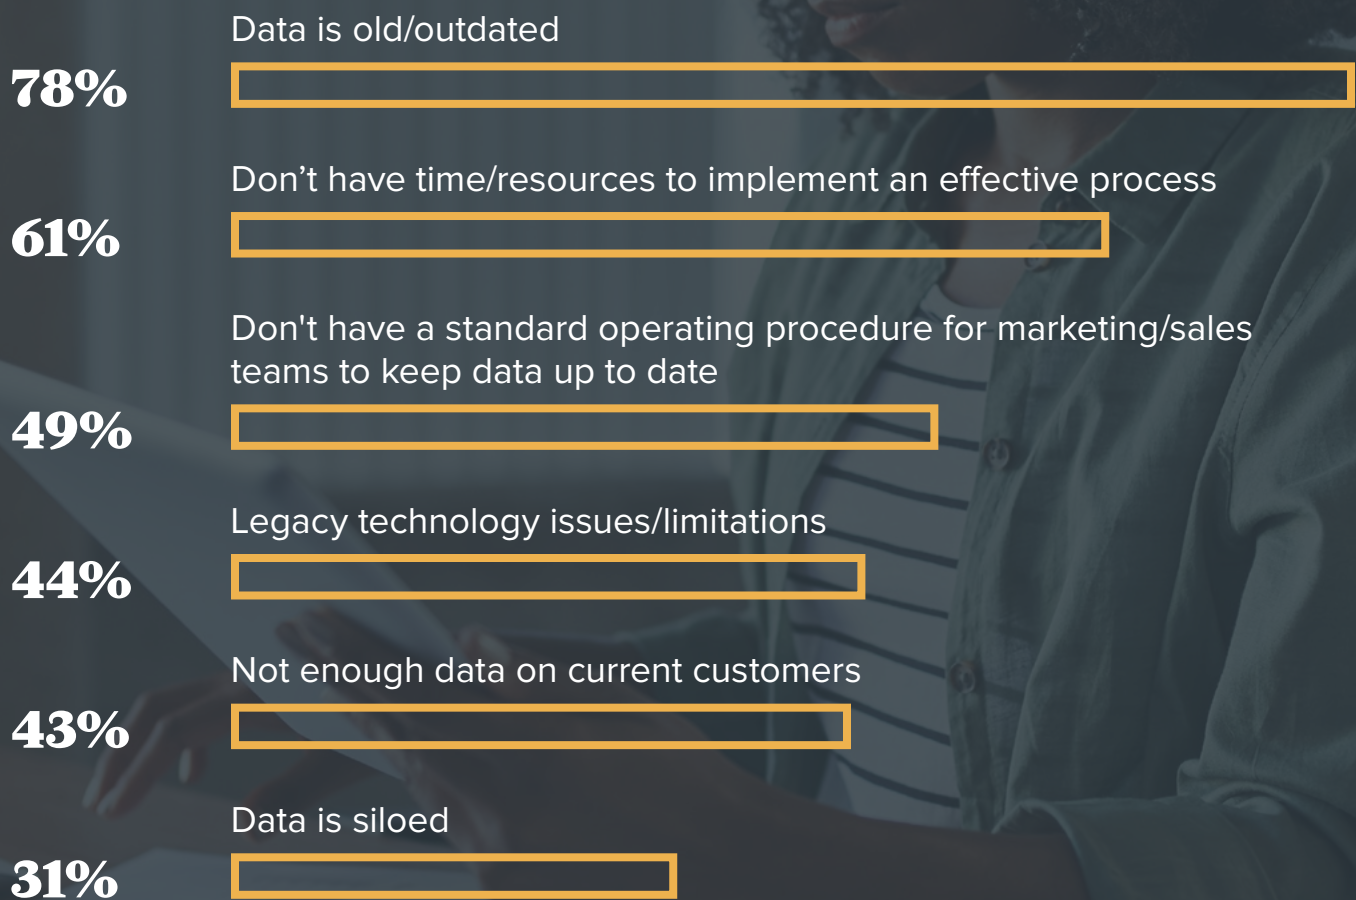 Data is old/outdated
78%
Don’t have time/resources to implement an effective process
61%
Don't have a standard operating procedure for marketing/sales
teams to keep data up to date
49%
Legacy technology issues/limitations
44%
Not enough data on current customers
43%
Data is siloed
31%